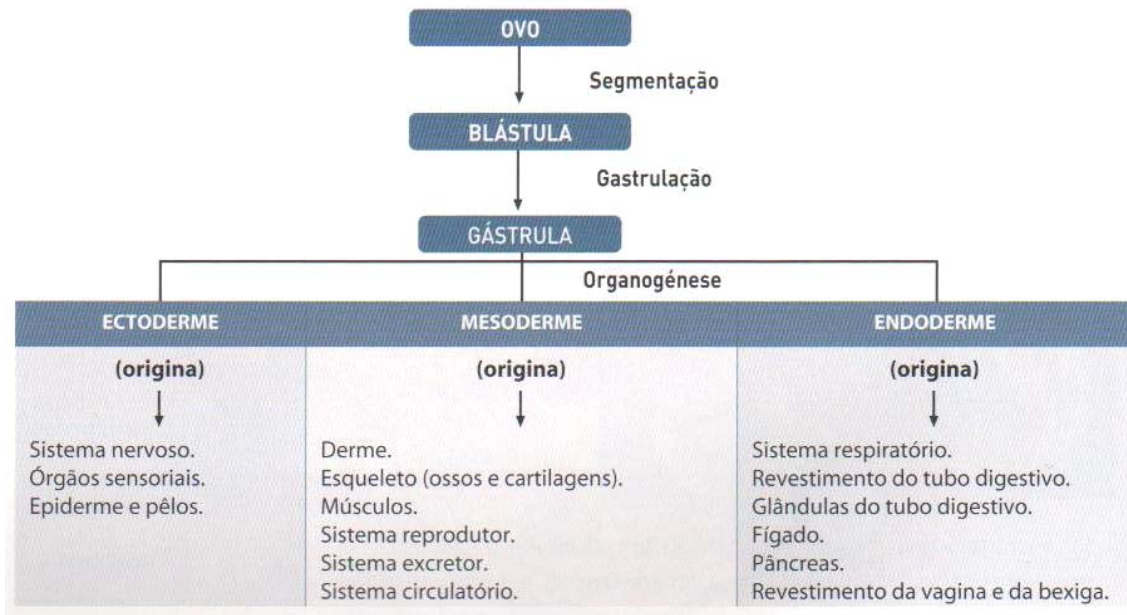 OVO
Segmentação
BLÁSTULA
Gastrulação
GÁSTRULA
Organogénese
ECTODERME
(origina)
Sistema nervoso.
Órgãos sensoriais.
Epiderme e pêlos.
MESODERME
(origina)
Derme.
Esqueleto (ossos e cartilagens).
Músculos.
Sistema reprodutor.
Sistema excretor.
Sistema circulatório.
ENDODERME
(origina)
Sistema respiratório.
Revestimento do tubo digestivo.
Glândulas do tubo digestivo.
Fígado.
Pâncreas.
Revestimento da vagina e da bexiga.